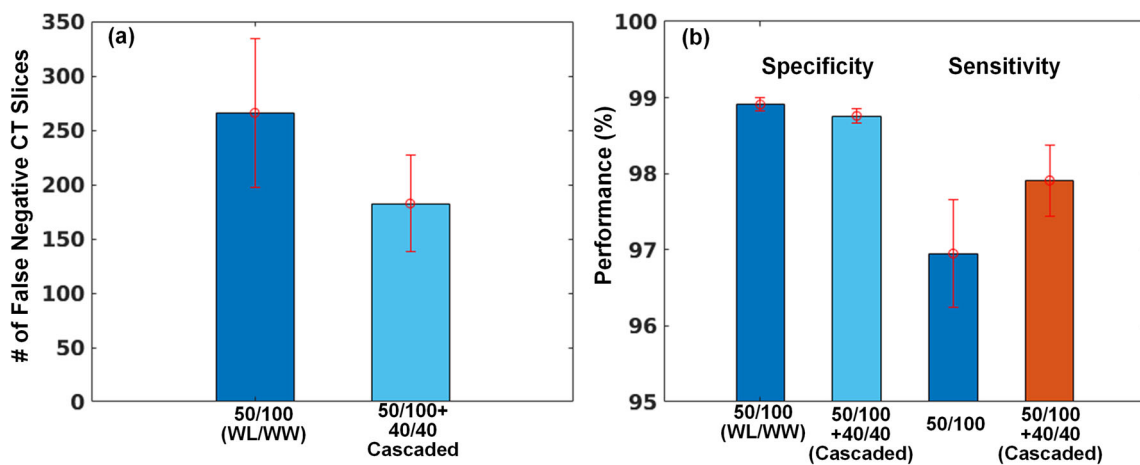 (a)
# of False Negative CT Slices
350
300
250
200
150
100
50
0
50/100
(WL/WW)
50/100+
40/40
Cascaded
(b)
Performance (%)
100
99
98
97
96
95
Specificity
Sensitivity
50/100
(WL/WW)
50/100
+40/40
(Cascaded)
50/100
50/100
+40/40
(Cascaded)